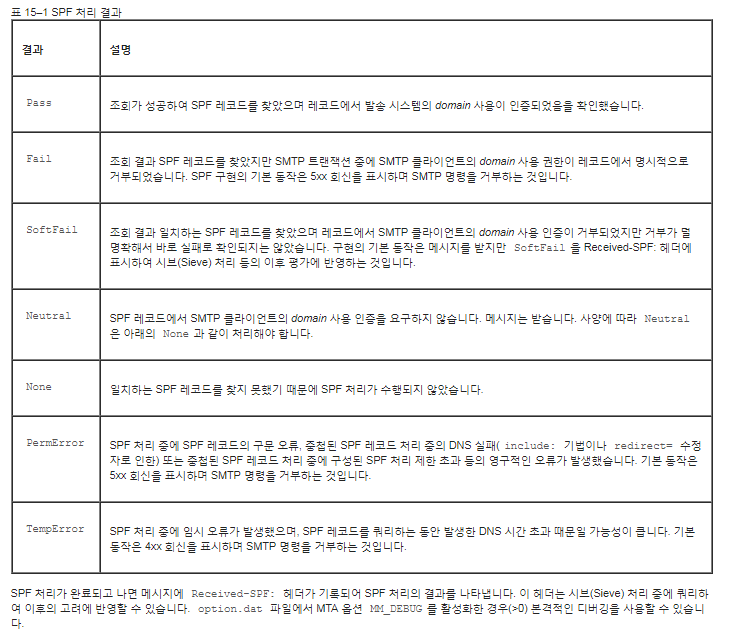 표 15–1 SPF 처리 결과
결과
설명
Pass
조회가 성공하여 SPF 레코드를 찾았으며 레코드에서 발송 시스템의 domain 사용이 인증되었음을 확인했습니다.
Fail
조회 결과 SPF 레코드를 찾았지만 SMTP 트랜잭션 중에 SMTP 클라이언트의 domain 사용 권한이 레코드에서 명시적으로
거부되었습니다. SPF 구현의 기본 동작은 5xx 회신을 표시하며 SMTP 명령을 거부하는 것입니다.
SoftFail
조회 결과 일치하는 SPF 레코드를 찾았으며 레코드에서 SMTP 클라이언트의 domain 사용 인증이 거부되었지만 거부가 덜
명확해서 바로 실패로 확인되지는 않았습니다. 구현의 기본 동작은 메시지를 받지만 SoftFail 을 Received-SPF: 헤더에
표시하여 시브(Sieve) 처리 등의 이후 평가에 반영하는 것입니다.
Neutral
SPF 레코드에서 SMTP 클라이언트의 domain 사용 인증을 요구하지 않습니다. 메시지는 받습니다. 사양에 따라 Neutral
은 아래의 None 과 같이 처리해야 합니다.
None
일치하는 SPF 레코드를 찾지 못했기 때문에 SPF 처리가 수행되지 않았습니다.
PermError
SPF 처리 중에 SPF 레코드의 구문 오류, 중첩된 SPF 레코드 처리 중의 DNS 실패( include: 기법이나 redirect= 수정
자로 인한) 또는 중첩된 SPF 레코드 처리 중에 구성된 SPF 처리 제한 초과 등의 영구적인 오류가 발생했습니다. 기본 동작은
5xx 회신을 표시하며 SMTP 명령을 거부하는 것입니다.
TempError
SPF 처리 중에 임시 오류가 발생했으며, SPF 레코드를 쿼리하는 동안 발생한 DNS 시간 초과 때문일 가능성이 큽니다. 기본
동작은 4xx 회신을 표시하며 SMTP 명령을 거부하는 것입니다.
SPF 처리가 완료되고 나면 메시지에 Received-SPF: 헤더가 기록되어 SPF 처리의 결과를 나타냅니다. 이 헤더는 시브(Sieve) 처리 중에 쿼리하
여 이후의 고려에 반영할 수 있습니다. option.dat 파일에서 MTA 옵션 MM_DEBUG 를 활성화한 경우(>0) 본격적인 디버깅을 사용할 수 있습니
다.